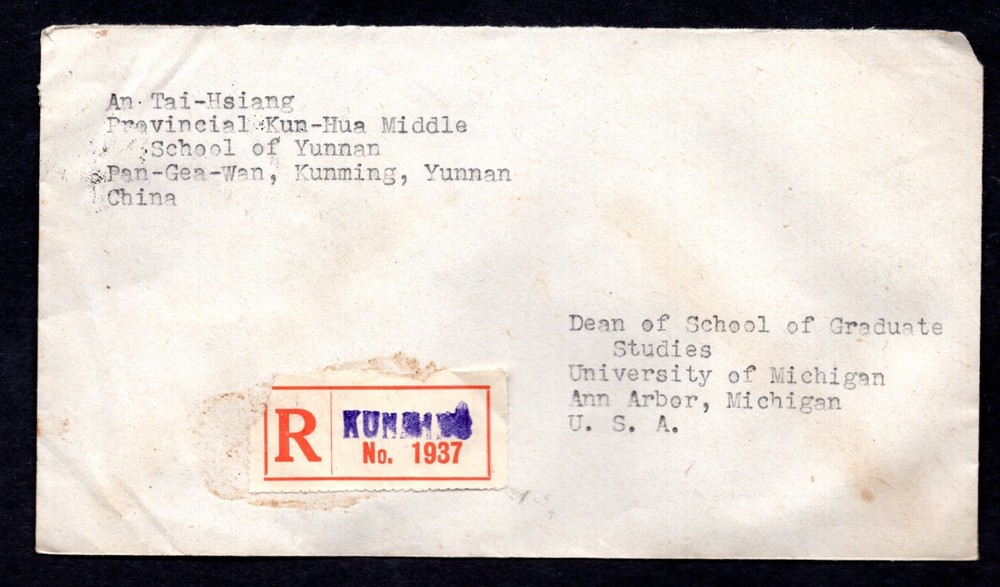 An Tai-Hsiang
Provincial Kun-Hua Middle
School of Yunnan
Pan-Gea-Wan, Kunming, Yunnan
China
Dean of School of Graduate
Studies
University of Michigan
Ann Arbor, Michigan
U. S. A.
R
KUNMING
No. 1937